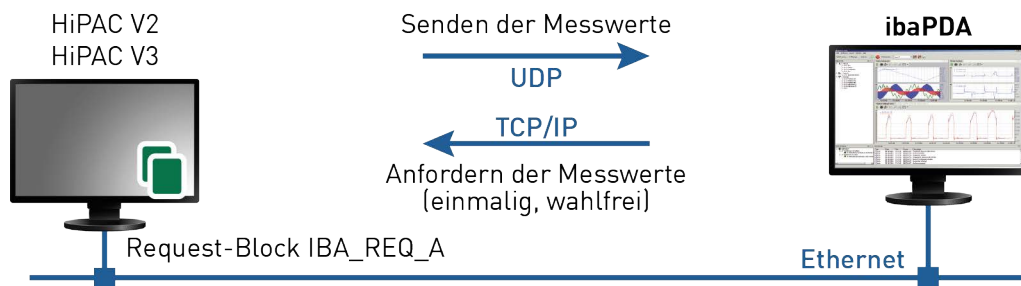 HiPAC V2
HiPAC V3
Senden der Messwerte
UDP
TCP/IP
Anfordern der Messwerte
(einmalig, wahlfrei)
ibaPDA
Request-Block IBA_REQ_A
Ethernet